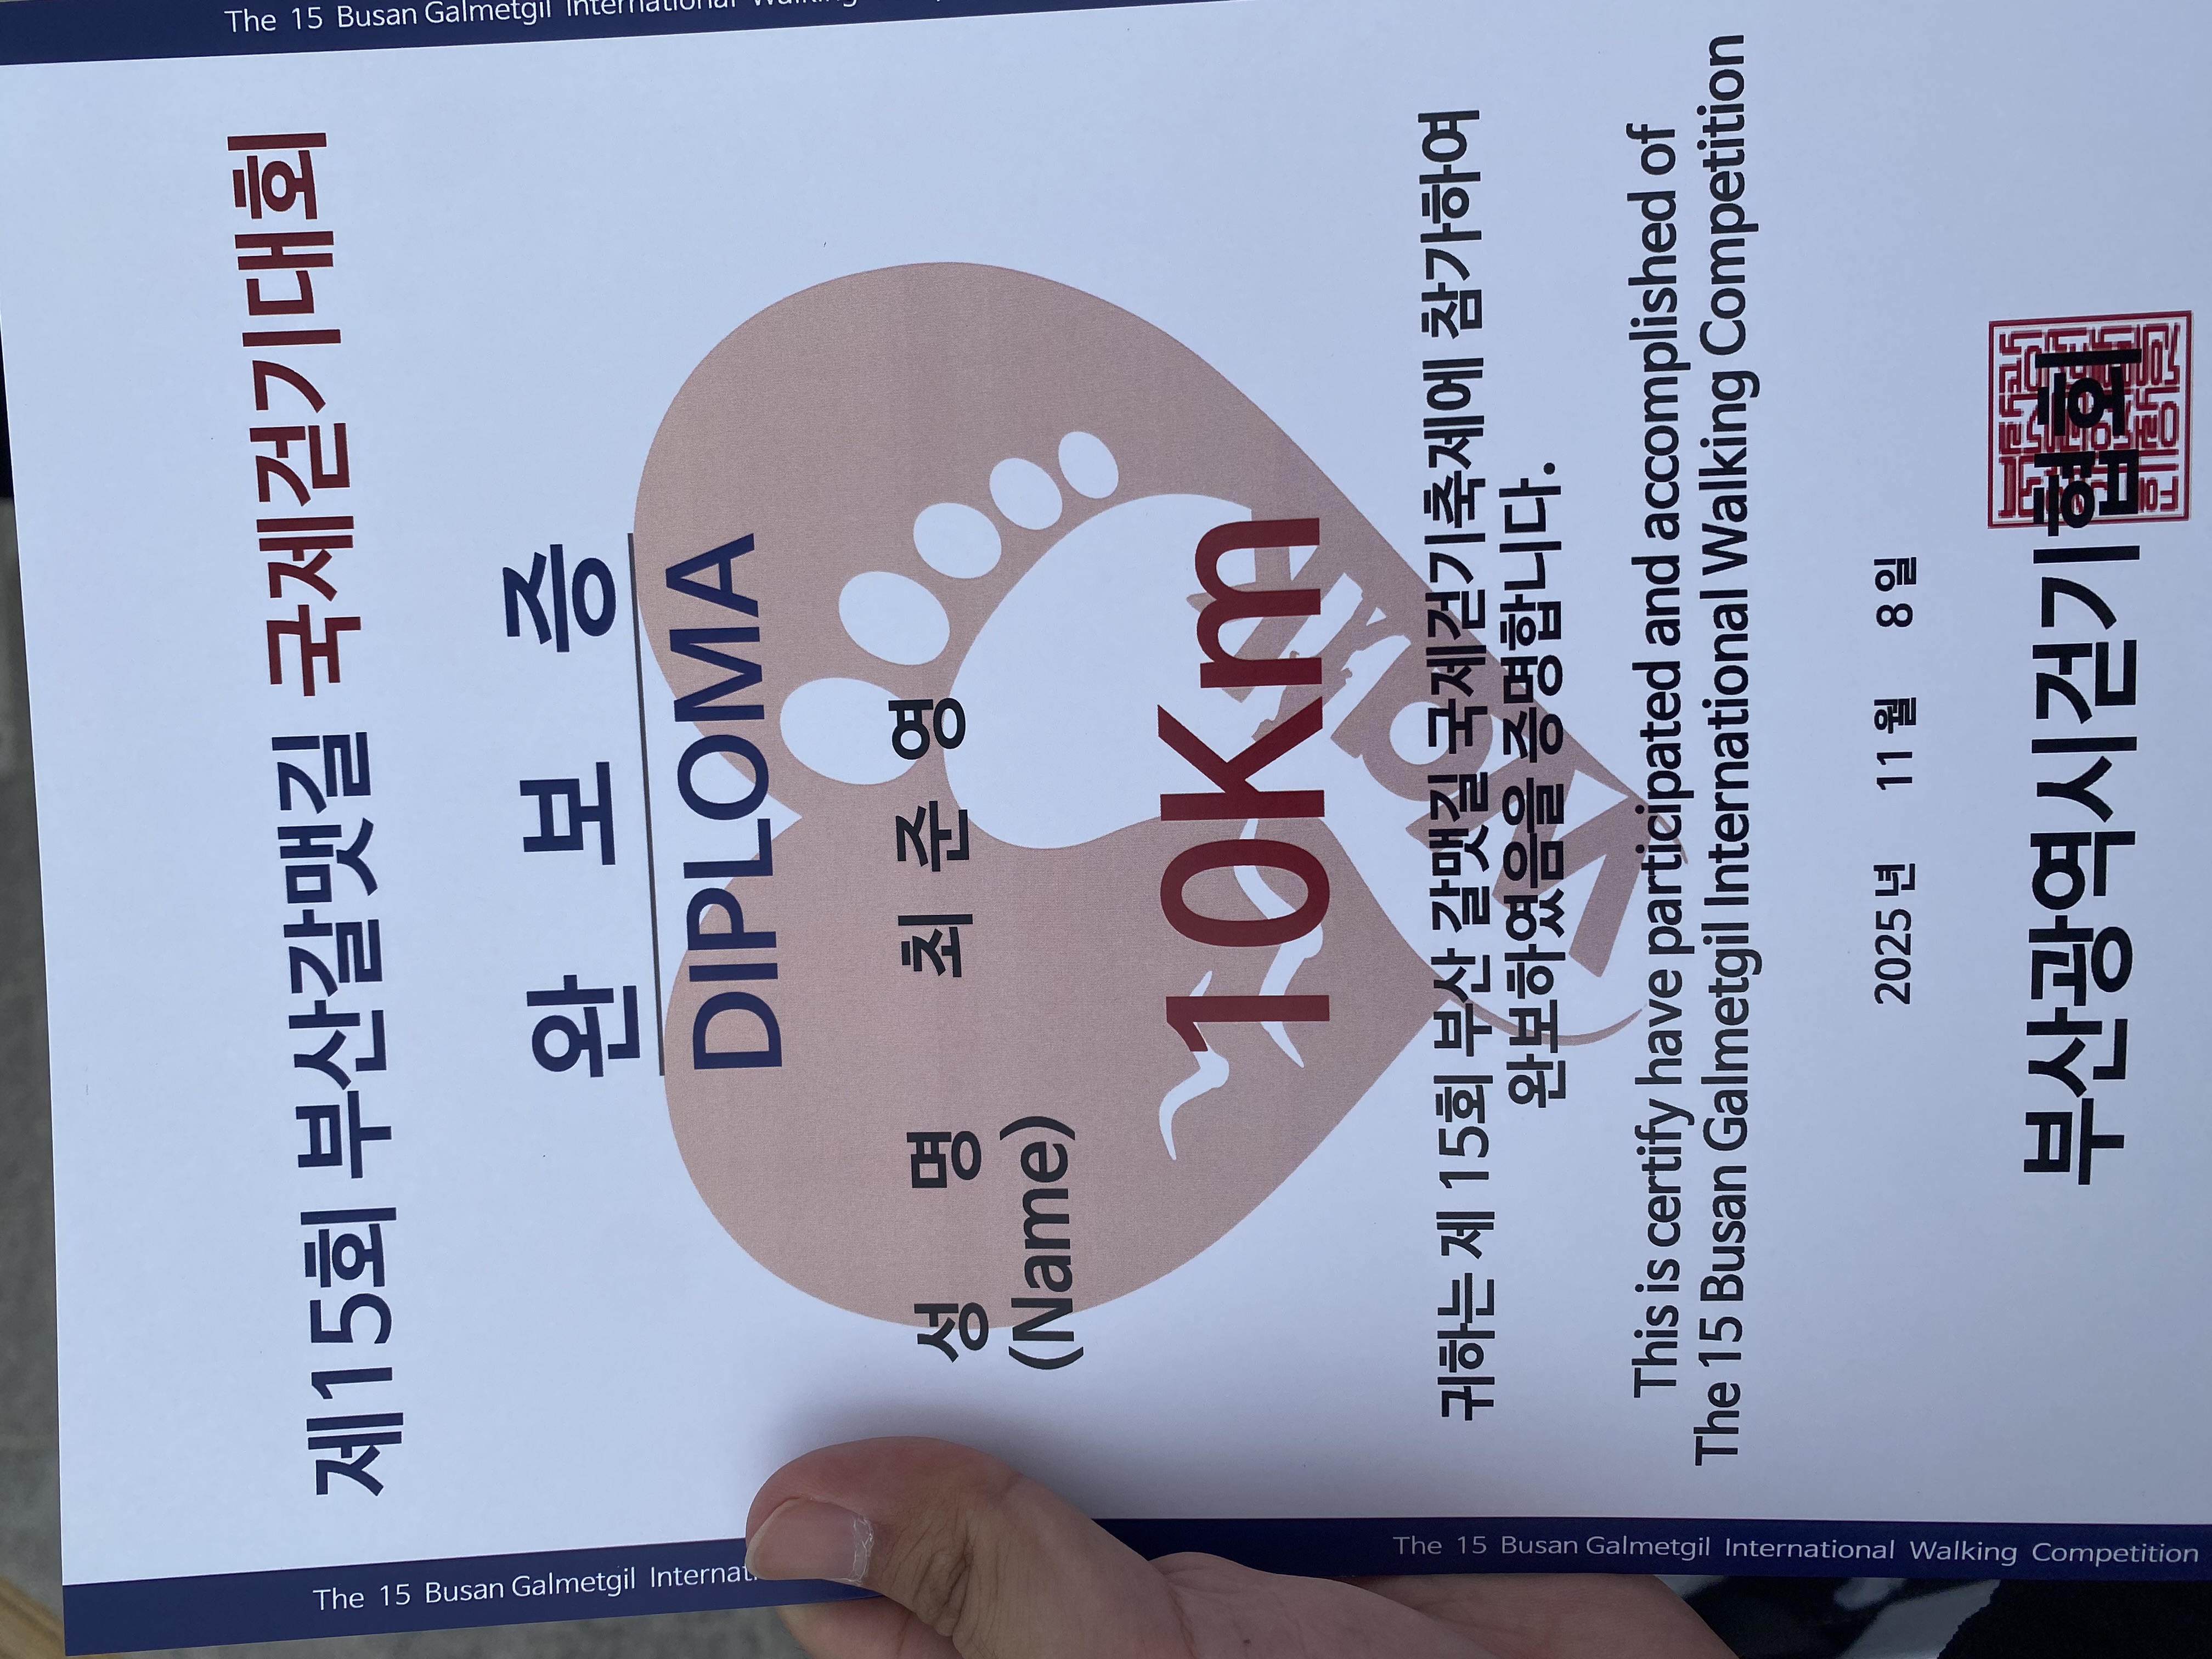 The 15 Busan Galmetgil International
제15회 부산갈맷길 국제걷기대회
완 보 증
DIPLOMA
성 명 최 준 영
(Name)
10Km
귀하는 제 15회 부산 갈맷길 국제걷기축제에 참가하여
완보하였음을 증명합니다.
This is certify have participated and accomplished of
The 15 Busan Galmetgil International Walking Competition
2025 년 11 월 8 일
부산광역시걷기협회
The 15 Busan Galmetgil
The 15 Busan Galmetgil International Walking Competition